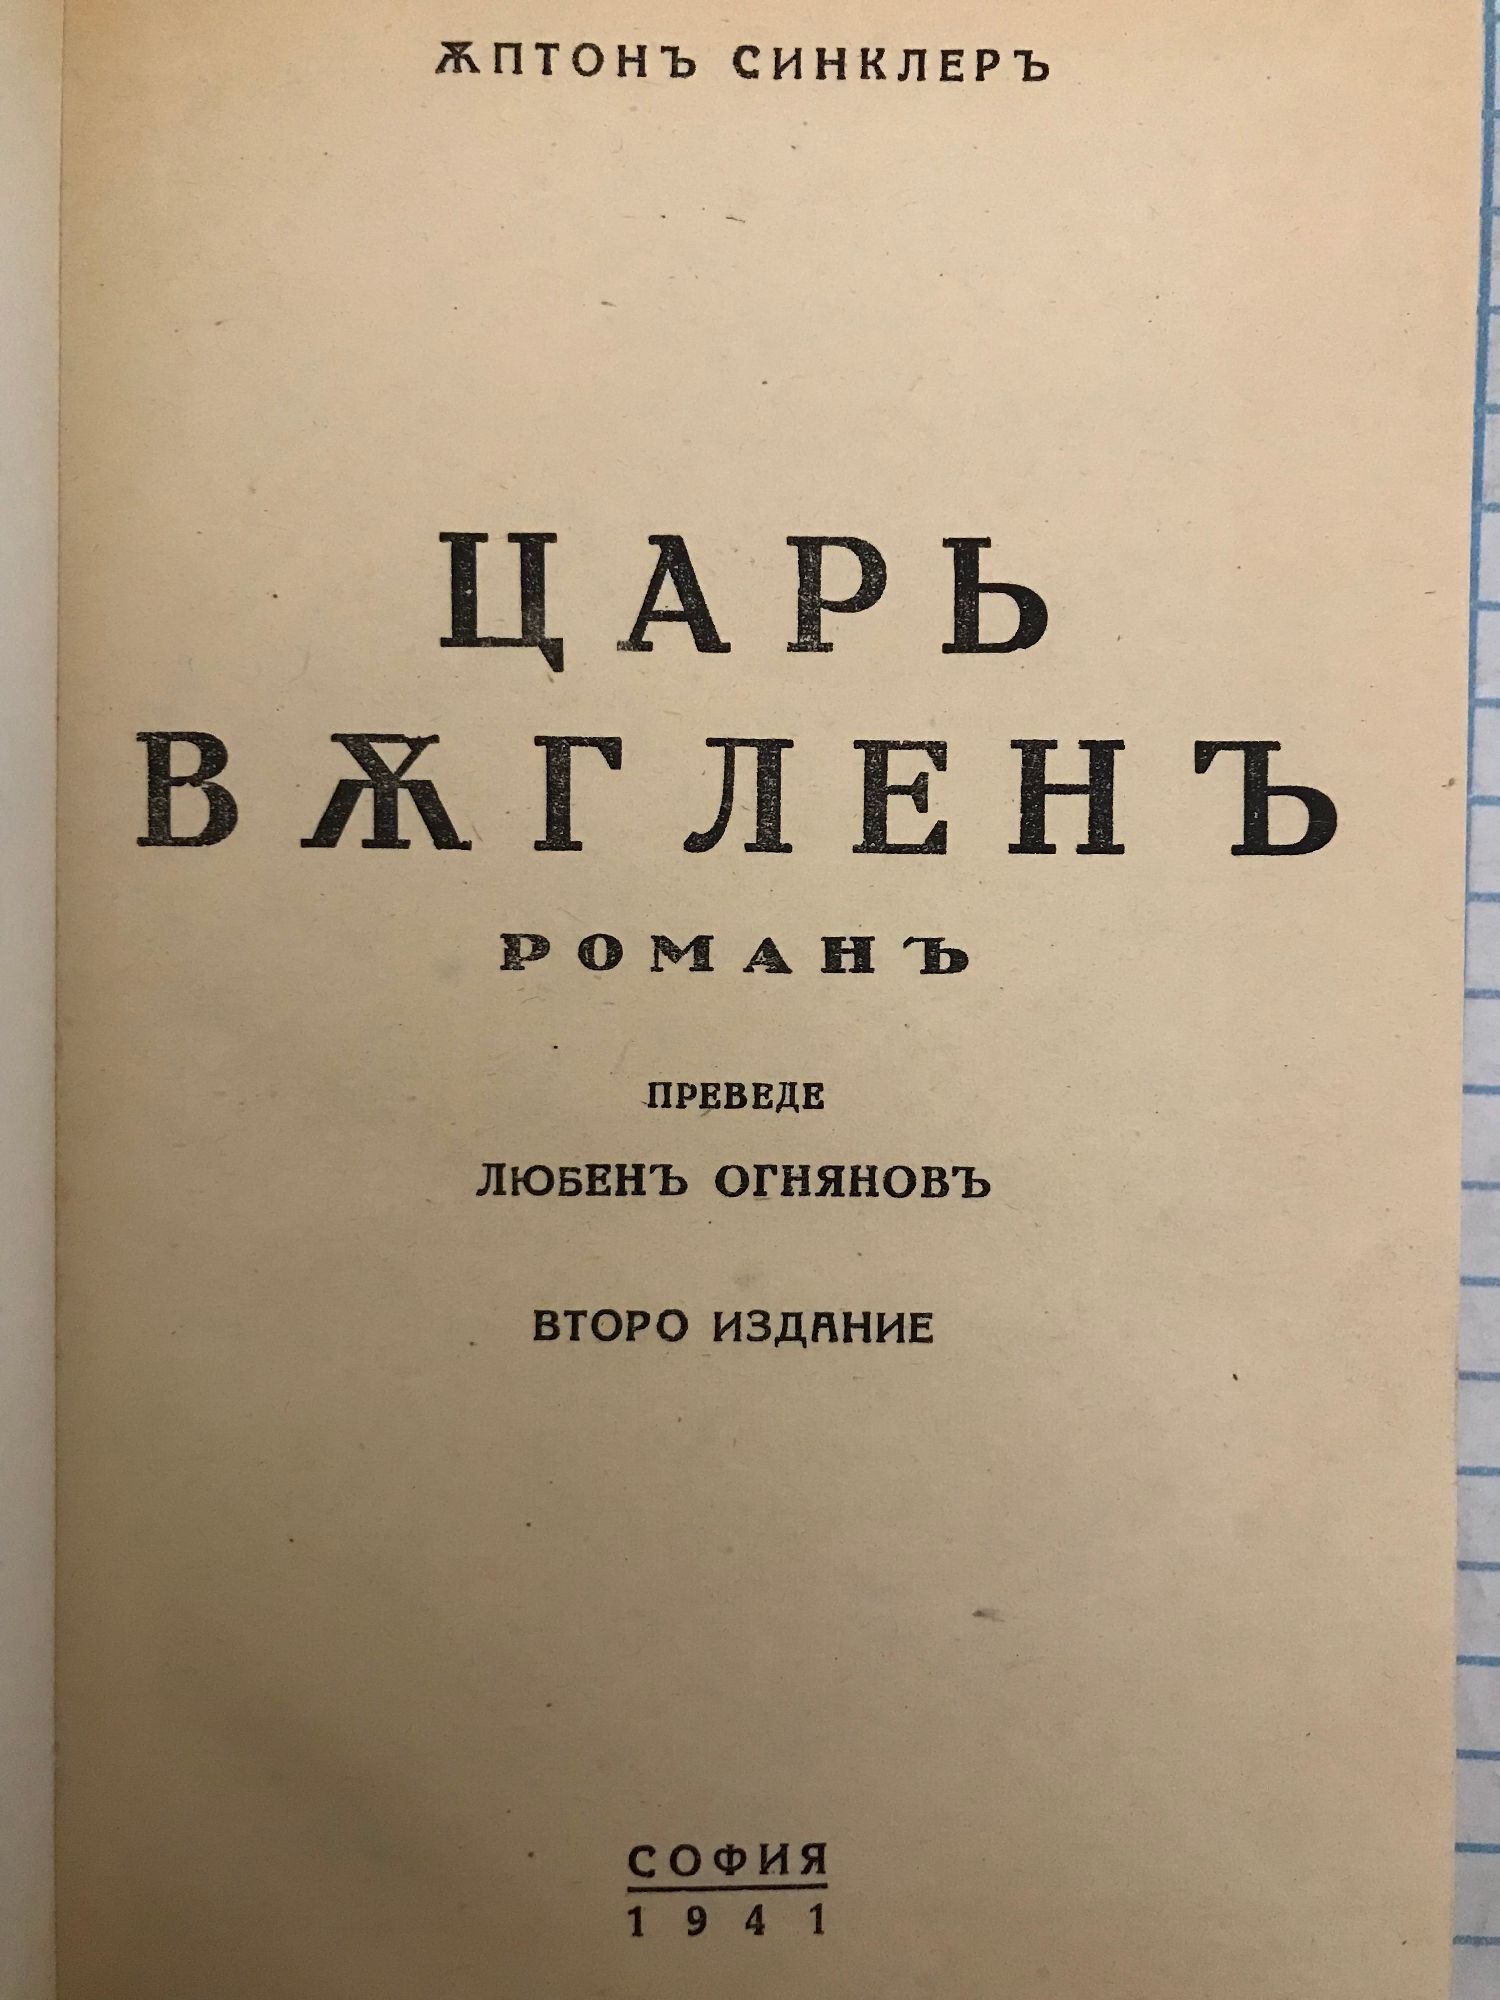 ѪПТОНЪ СИНКЛЕРЪ
ЦАРЬ
ВѪГЛЕНЪ
РОМАНЪ
ПРЕВЕДЕ
ЛЮБЕНЪ ОГНЯНОВЪ
ВТОРО ИЗДАНИЕ
СОФИЯ
1941